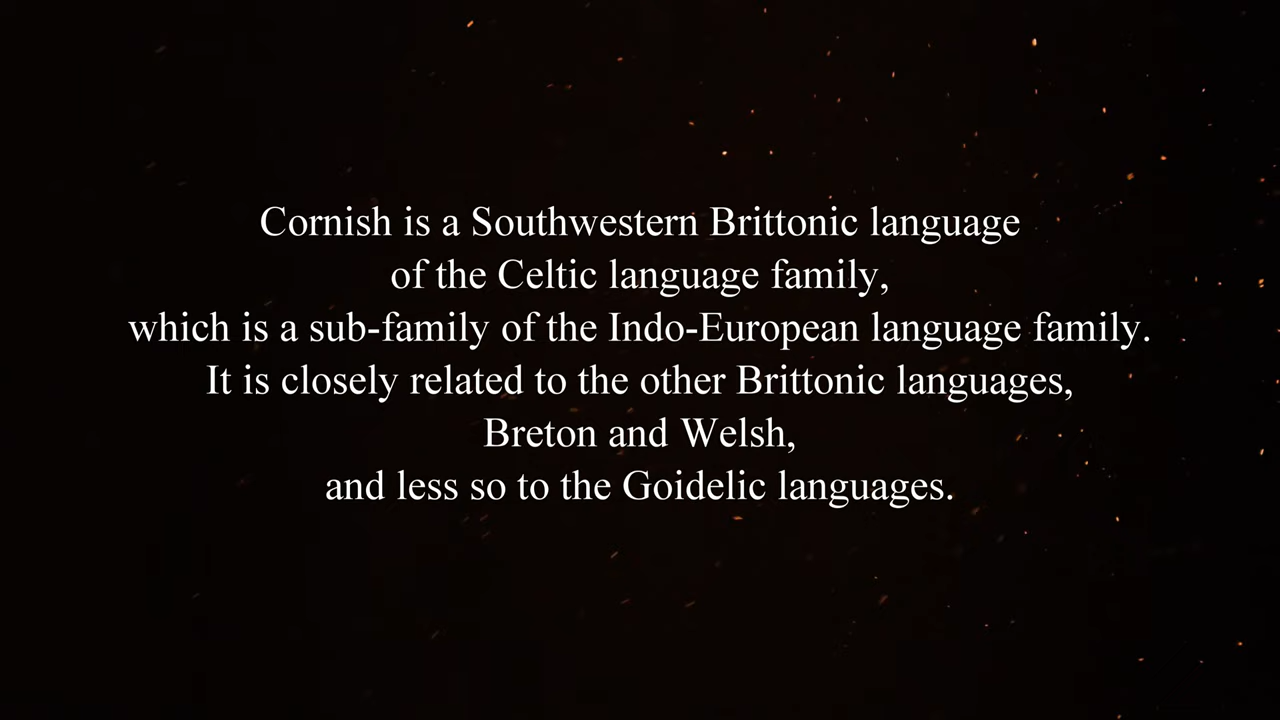 Cornish is a Southwestern Brittonic language
of the Celtic language family,
which is a sub-family of the Indo-European language family.
It is closely related to the other Brittonic languages,
Breton and Welsh,
and less so to the Goidelic languages.